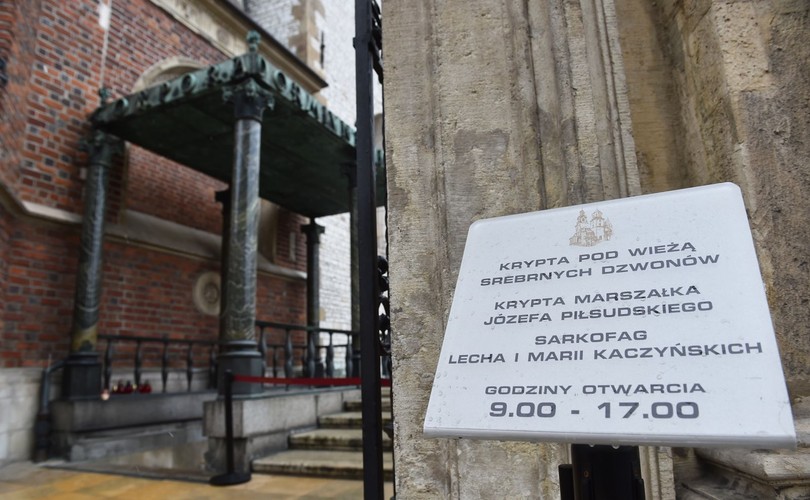 KRYPTA POD WIEŻĄ
SREBRNYCH DZWONÓW
KRYPTA MARSZAŁKA
JÓZEFA PIŁSUDSKIEGO
SARKOFAG
LECHA I MARII KACZYŃSKICH
GODZINY OTWARCIA
9.00 - 17.00